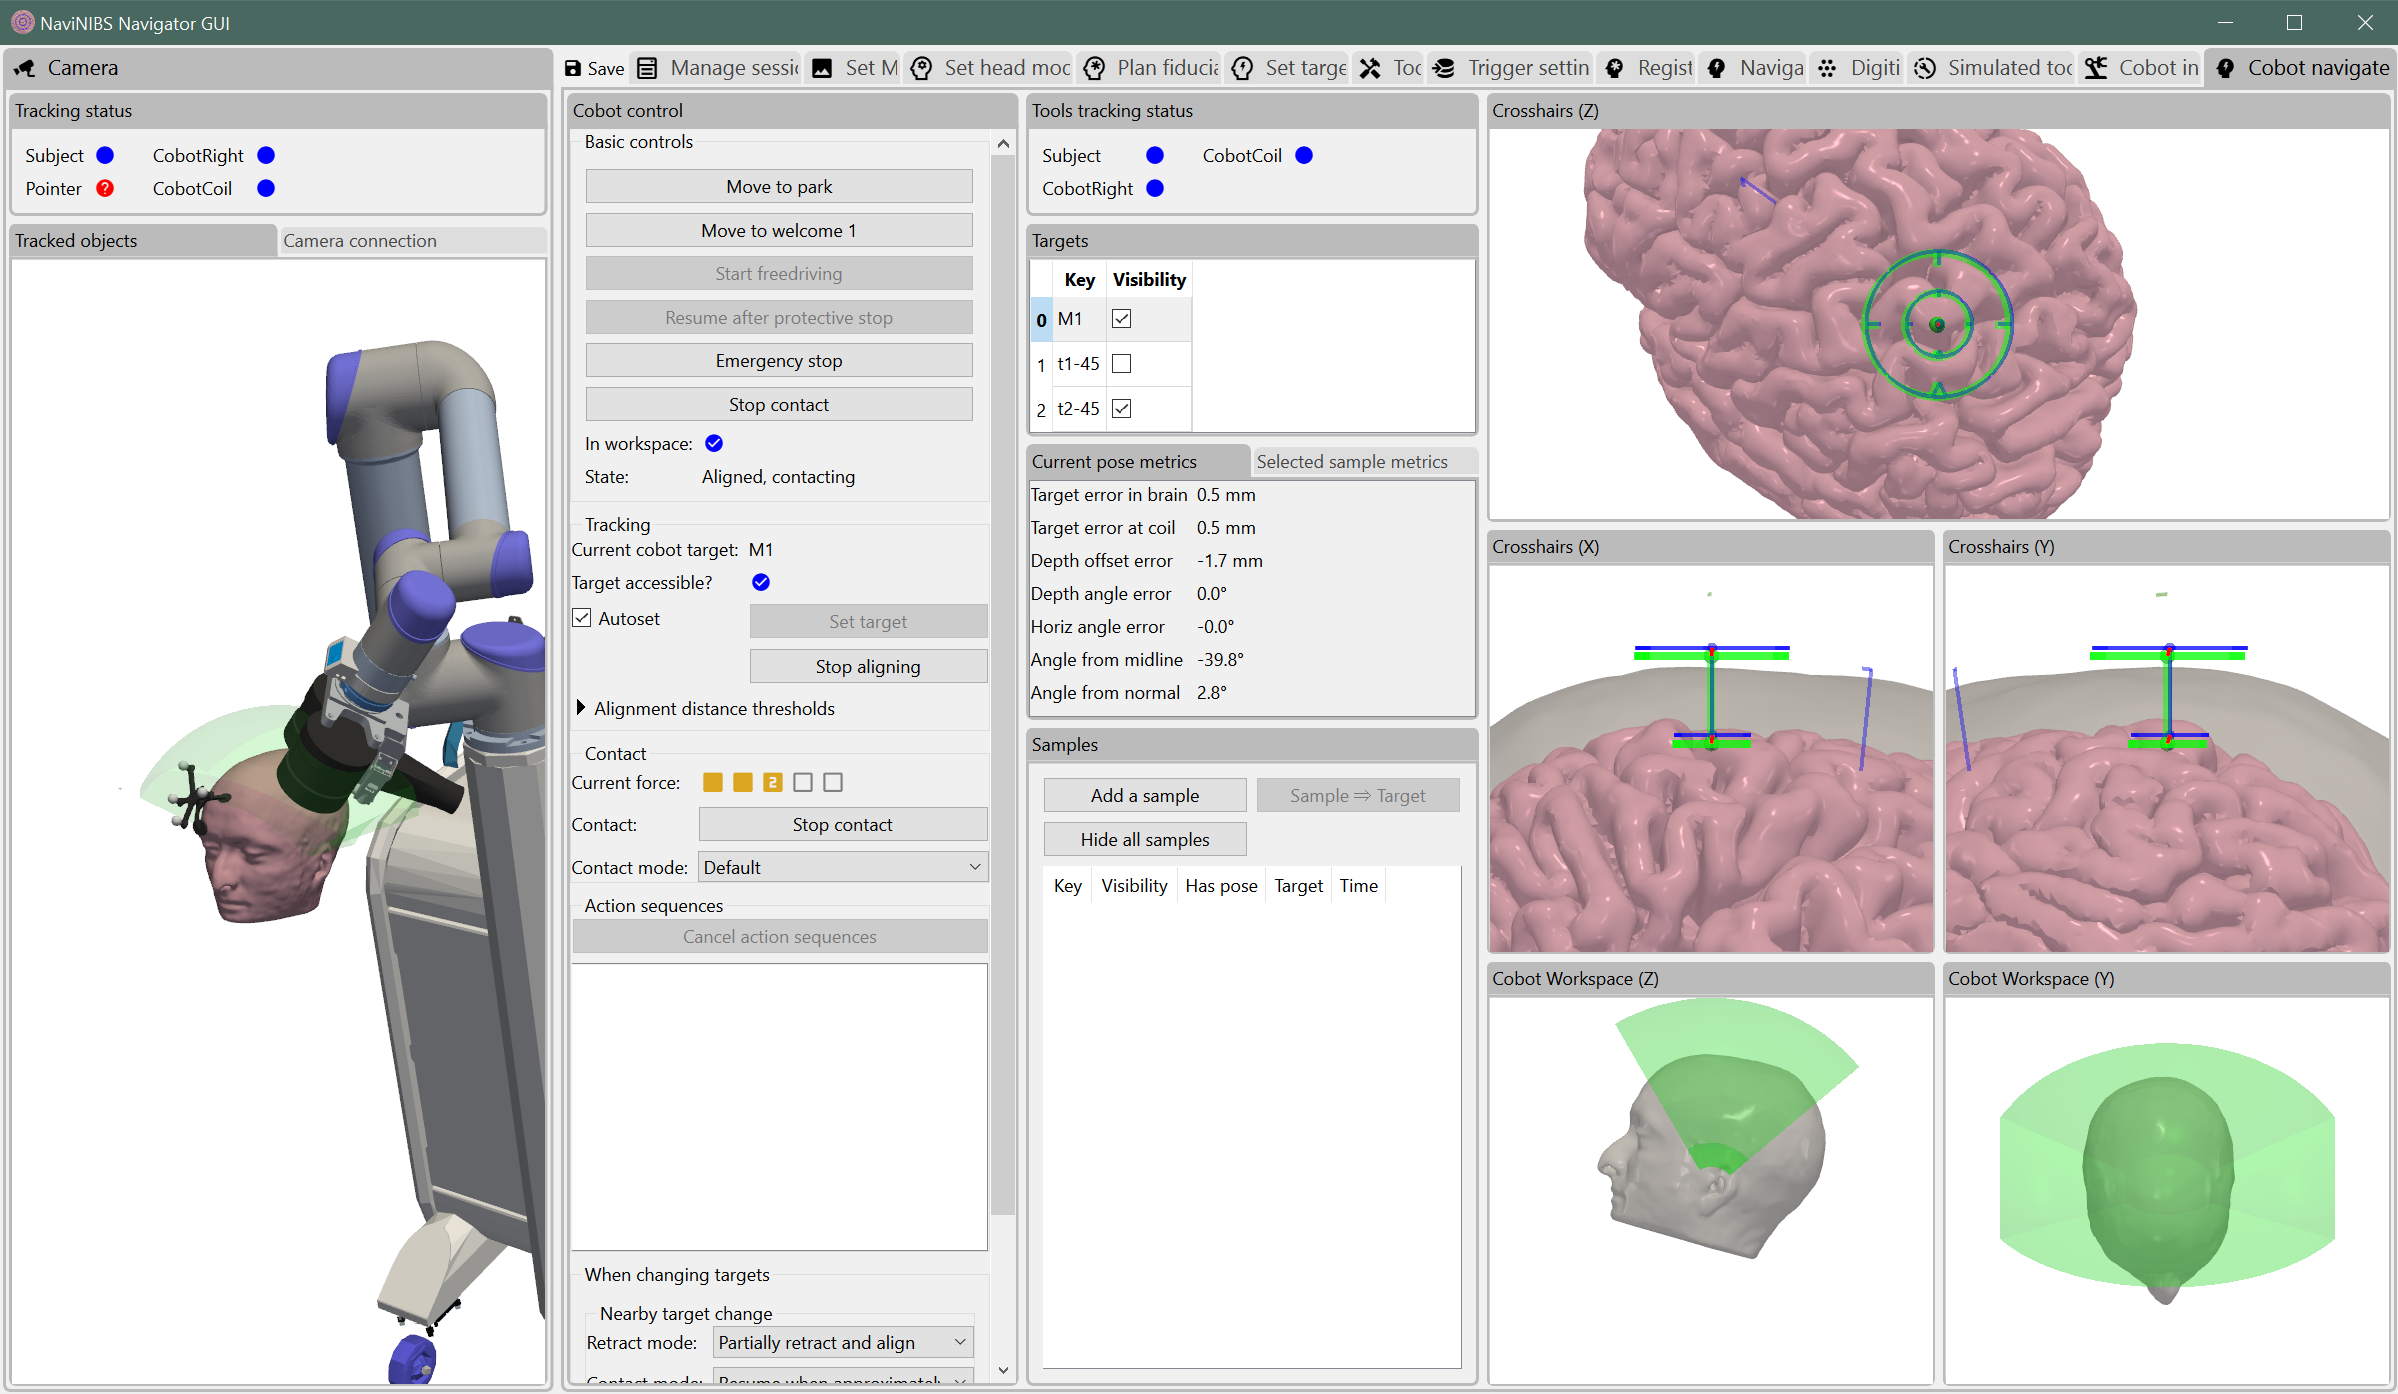 NaviNIBS Navigator GUI
Camera
Save
Manage sessi
Set M
Set head moc
Plan fiducia
Set targe
Toc
Trigger settin
Regist
Naviga
Digiti
Simulated toc
Cobot in
Cobot navigate
Tracking status
Subject
CobotRight
Pointer
?
CobotCoil
Tracked objects
Camera connection
Cobot control
Basic controls
Move to park
Move to welcome 1
Start freedriving
Resume after protective stop
Emergency stop
Stop contact
In workspace:
State: Aligned, contacting
Tracking
Current cobot target: M1
Target accessible?
Autoset
Set target
Stop aligning
Alignment distance thresholds
Contact
Current force: 2
Contact: Stop contact
Contact mode: Default
Action sequences
Cancel action sequences
When changing targets
Nearby target change
Retract mode: Partially retract and align
Contact mode: Resume when approximately
Tools tracking status
Subject
CobotCoil
CobotRight
Targets
Key Visibility
0 M1
1 t1-45
2 t2-45
Current pose metrics
Selected sample metrics
Target error in brain 0.5 mm
Target error at coil 0.5 mm
Depth offset error -1.7 mm
Depth angle error 0.0°
Horiz angle error -0.0°
Angle from midline -39.8°
Angle from normal 2.8°
Samples
Add a sample
Sample ⇒ Target
Hide all samples
Key Visibility Has pose Target Time
Crosshairs (Z)
Crosshairs (X)
Crosshairs (Y)
Cobot Workspace (Z)
Cobot Workspace (Y)